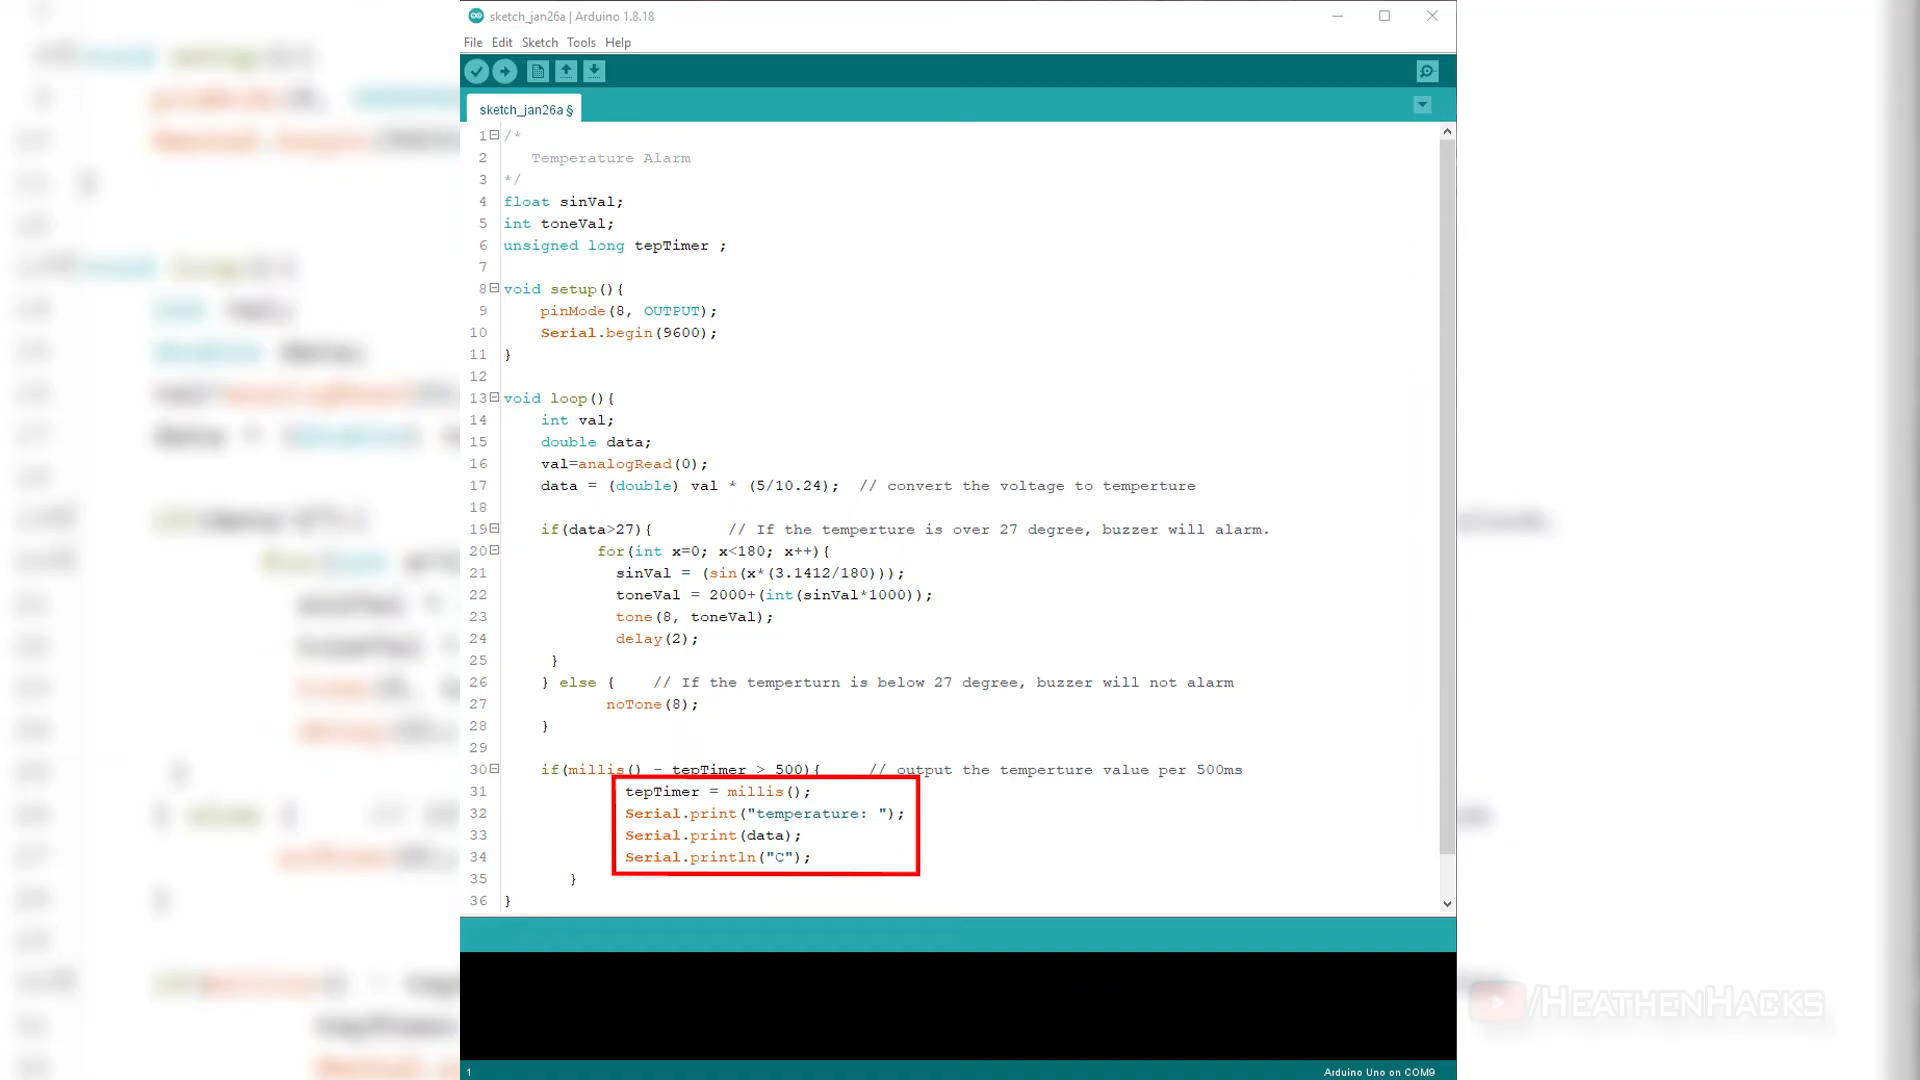 sketch_jan26a | Arduino 1.8.18
File Edit Sketch Tools Help
sketch_jan26a §
1 /*
2 Temperature Alarm
3 */
4 float sinVal;
5 int toneVal;
6 unsigned long tepTimer ;
7
8 void setup(){
9 pinMode(8, OUTPUT);
10 Serial.begin(9600);
11 }
12
13 void loop(){
14 int val;
15 double data;
16 val=analogRead(0);
17 data = (double) val * (5/10.24); // convert the voltage to temperture
18
19 if(data>27){ // If the temperture is over 27 degree, buzzer will alarm.
20 for(int x=0; x<180; x++){
21 sinVal = (sin(x*(3.1412/180)));
22 toneVal = 2000+(int(sinVal*1000));
23 tone(8, toneVal);
24 delay(2);
25 }
26 } else { // If the temperturn is below 27 degree, buzzer will not alarm
27 noTone(8);
28 }
29
30 if(millis() - tepTimer > 500){ // output the temperture value per 500ms
31 tepTimer = millis();
32 Serial.print("temperature: ");
33 Serial.print(data);
34 Serial.println("C");
35 }
36 }
/HEATHENHACKS
1 Arduino Uno on COM9